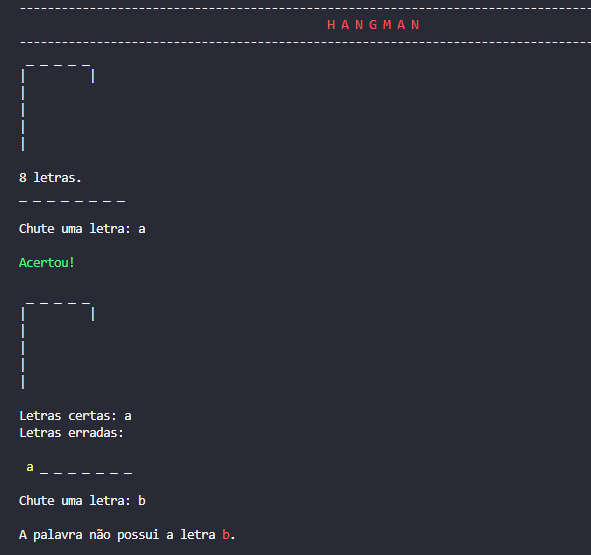 --------------------------------------------------------------------------------
H A N G M A N
--------------------------------------------------------------------------------
 _ _ _ _ _
|         |
|
|
|
|
8 letras.
_ _ _ _ _ _ _ _
Chute uma letra: a
Acertou!
 _ _ _ _ _
|         |
|
|
|
|
Letras certas: a
Letras erradas:
a _ _ _ _ _ _ _
Chute uma letra: b
A palavra não possui a letra b.